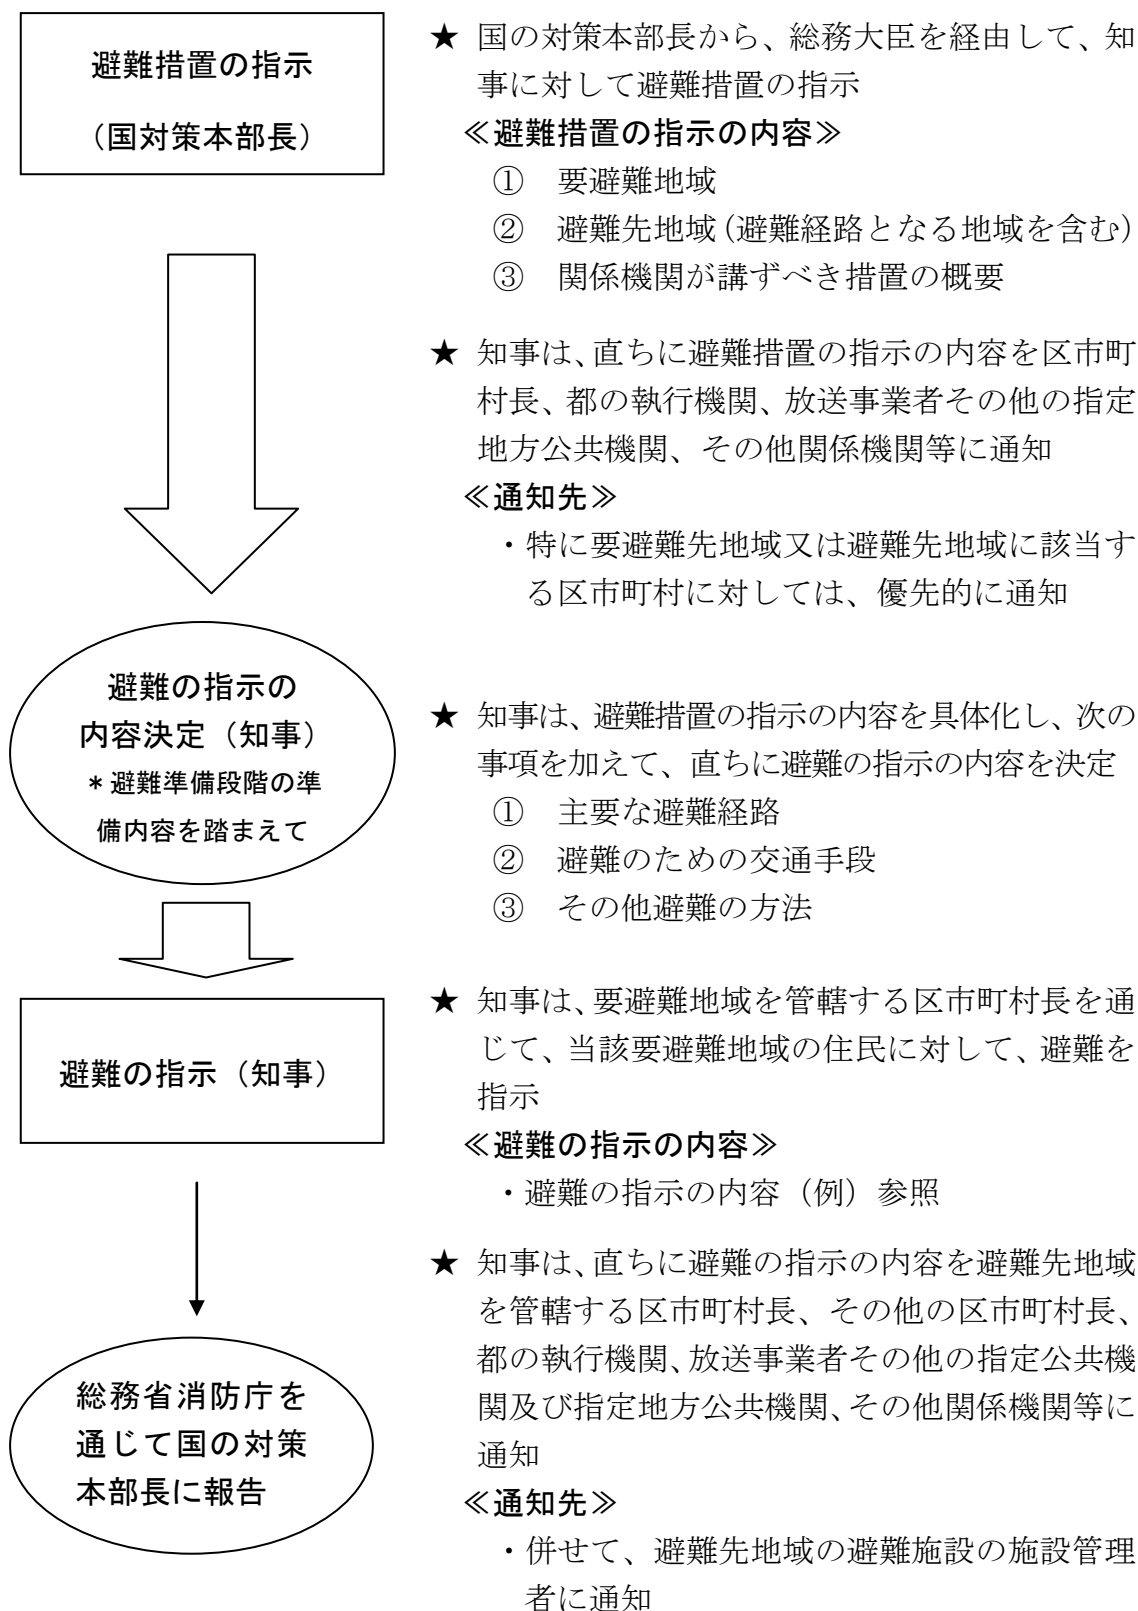 避難措置の指示
（国対策本部長）
★ 国の対策本部長から、総務大臣を経由して、知
事に対して避難措置の指示
≪避難措置の指示の内容≫
① 要避難地域
② 避難先地域（避難経路となる地域を含む）
③ 関係機関が講ずべき措置の概要
★ 知事は、直ちに避難措置の指示の内容を区市町
村長、都の執行機関、放送事業者その他の指定
地方公共機関、その他関係機関等に通知
≪通知先≫
・特に要避難先地域又は避難先地域に該当す
る区市町村に対しては、優先的に通知
避難の指示の
内容決定（知事）
＊避難準備段階の準
備内容を踏まえて
★ 知事は、避難措置の指示の内容を具体化し、次の
事項を加えて、直ちに避難の指示の内容を決定
① 主要な避難経路
② 避難のための交通手段
③ その他避難の方法
避難の指示（知事）
★ 知事は、要避難地域を管轄する区市町村長を通
じて、当該要避難地域の住民に対して、避難を
指示
≪避難の指示の内容≫
・避難の指示の内容（例）参照
★ 知事は、直ちに避難の指示の内容を避難先地域
を管轄する区市町村長、その他の区市町村長、
都の執行機関、放送事業者その他の指定公共機
関及び指定地方公共機関、その他関係機関等に
通知
≪通知先≫
・併せて、避難先地域の避難施設の施設管理
者に通知
総務省消防庁を
通じて国の対策
本部長に報告